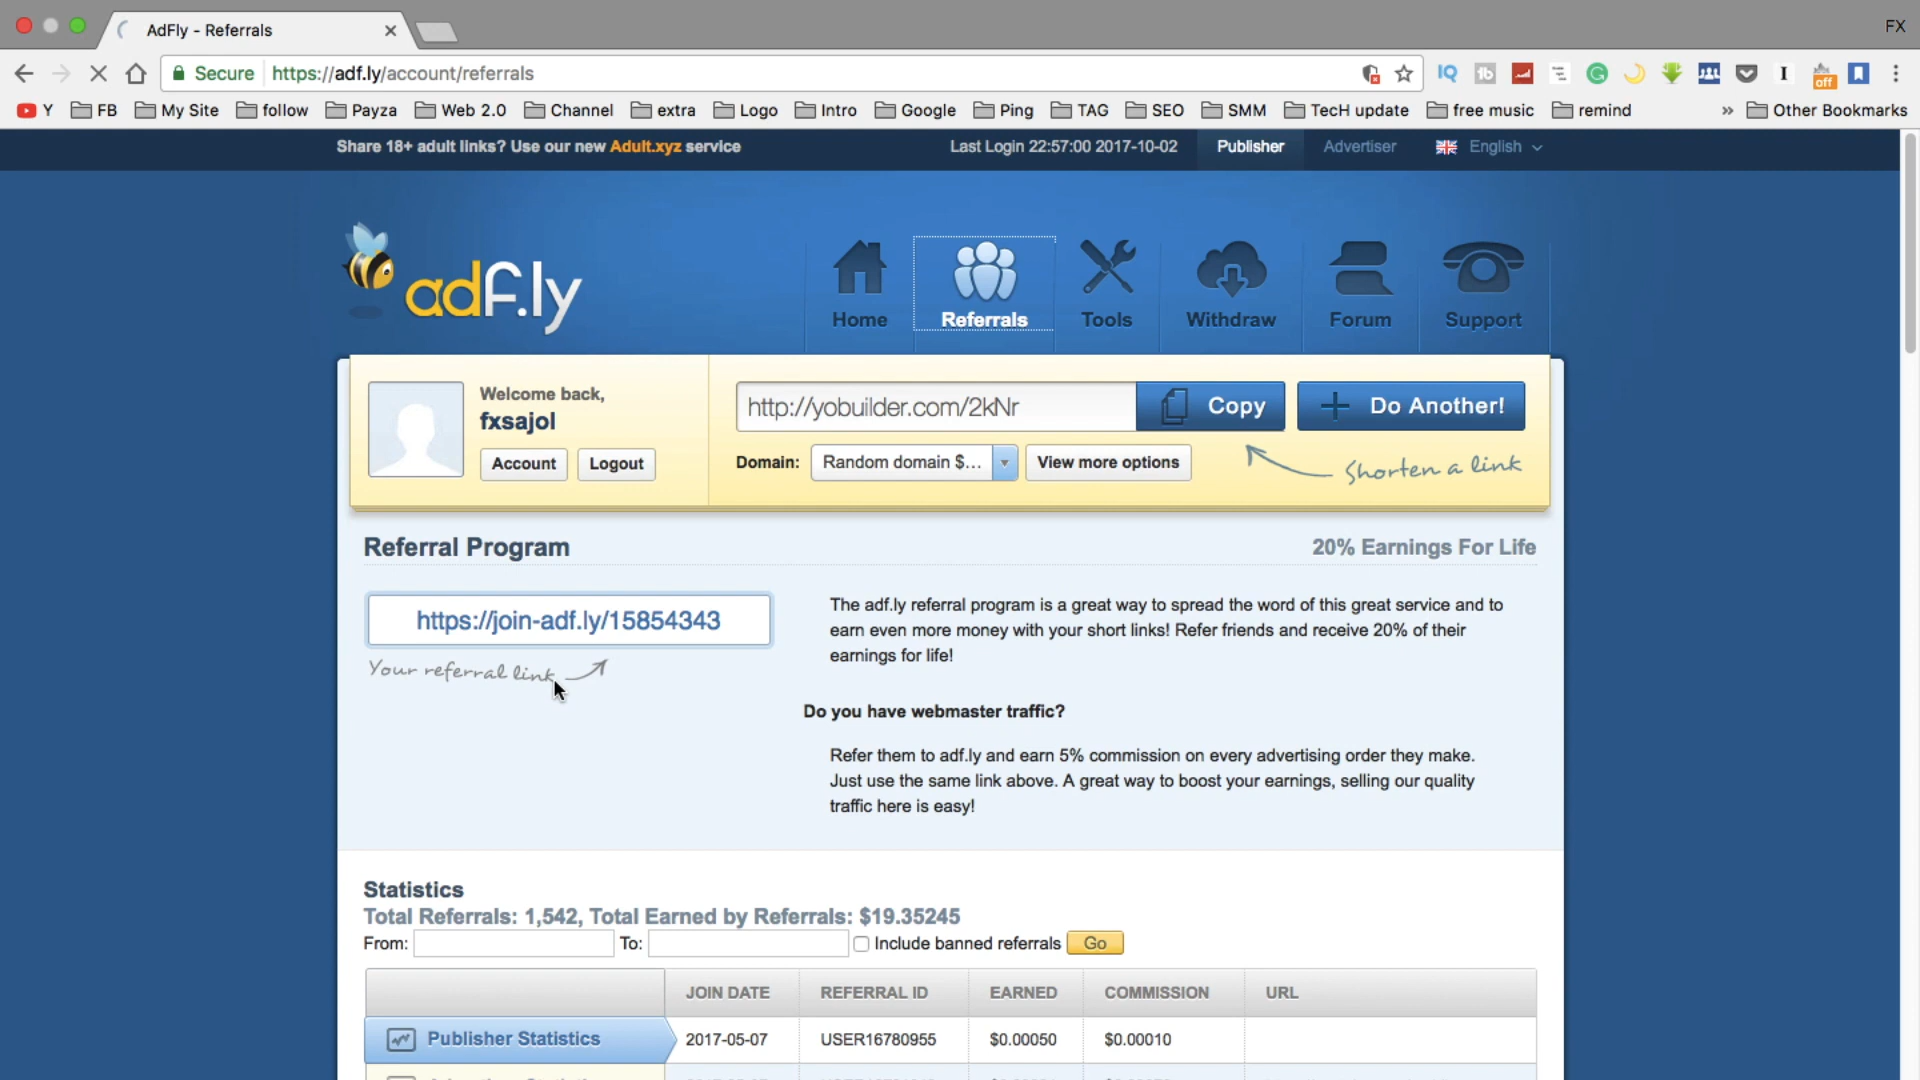 AdFly - Referrals
FX
Secure https://adf.ly/account/referrals
IQ
off
Y FB My Site follow Payza Web 2.0 Channel extra Logo Intro Google Ping TAG SEO SMM TecH update free music remind » Other Bookmarks
Share 18+ adult links? Use our new Adult.xyz service
Last Login 22:57:00 2017-10-02 Publisher Advertiser English
adf.ly
Home Referrals Tools Withdraw Forum Support
Welcome back,
fxsajol
Account Logout
http://yobuilder.com/2kNr Copy Do Another!
Domain: Random domain $... View more options
Shorten a link
Referral Program
20% Earnings For Life
https://join-adf.ly/15854343
Your referral link
The adf.ly referral program is a great way to spread the word of this great service and to
earn even more money with your short links! Refer friends and receive 20% of their
earnings for life!
Do you have webmaster traffic?
Refer them to adf.ly and earn 5% commission on every advertising order they make.
Just use the same link above. A great way to boost your earnings, selling our quality
traffic here is easy!
Statistics
Total Referrals: 1,542, Total Earned by Referrals: $19.35245
From: To: Include banned referrals Go
JOIN DATE REFERRAL ID EARNED COMMISSION URL
Publisher Statistics 2017-05-07 USER16780955 $0.00050 $0.00010